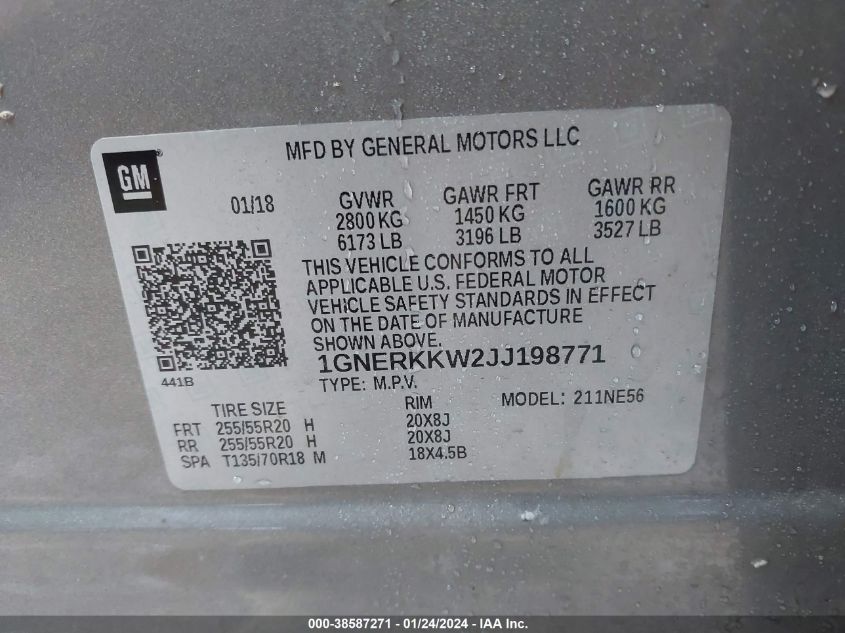 MFD BY GENERAL MOTORS LLC
GM
01/18 GVWR GAWR FRT GAWR RR
2800 KG 1450 KG 1600 KG
6173 LB 3196 LB 3527 LB
THIS VEHICLE CONFORMS TO ALL
APPLICABLE U.S. FEDERAL MOTOR
VEHICLE SAFETY STANDARDS IN EFFECT
ON THE DATE OF MANUFACTURE
SHOWN ABOVE.
1GNERKKW2JJ198771
441B
TYPE: M.P.V.
MODEL: 211NE56
TIRE SIZE RIM
FRT 255/55R20 H 20X8J
RR 255/55R20 H 20X8J
SPA T135/70R18 M 18X4.5B
000-38587271 - 01/24/2024 - IAA Inc.